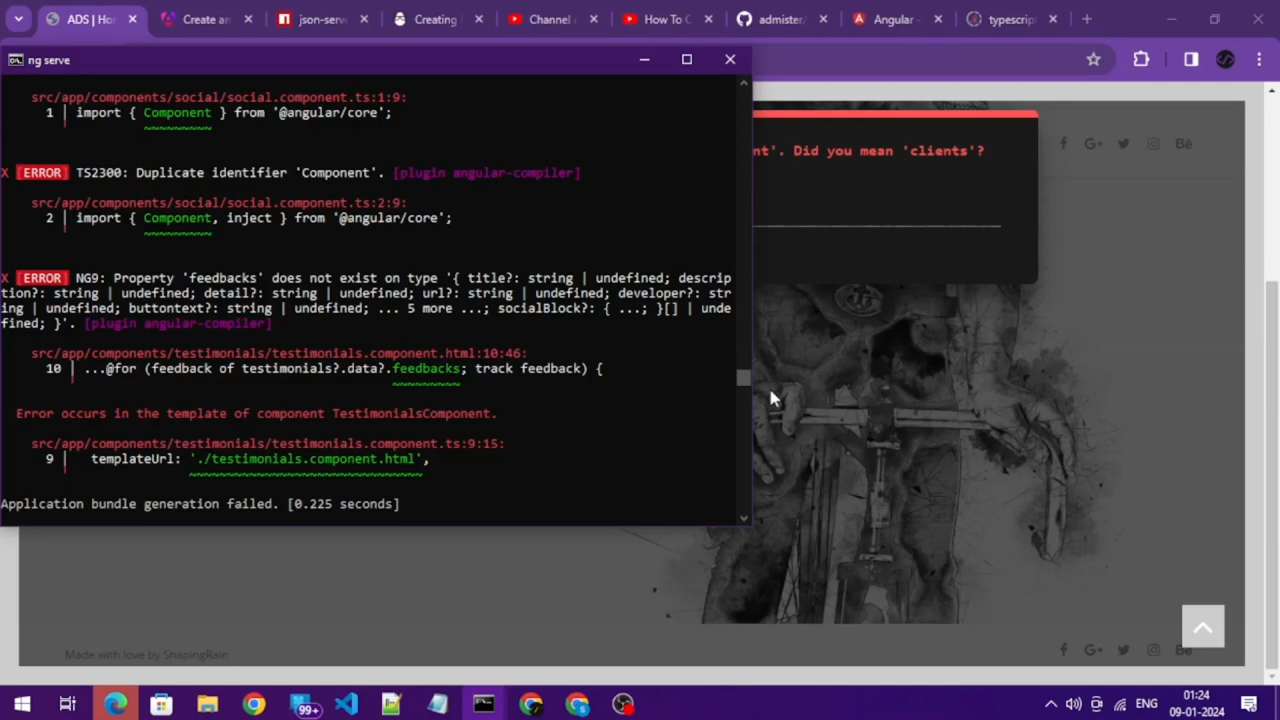 ADS | Ho
Create an
json-serv
Creating
Channel c
How To C
admister/
Angular -
typescrip
ng serve
src/app/components/social/social.component.ts:1:9:
1 │ import { Component } from '@angular/core';
~~~~~~~~~
X [ERROR] TS2300: Duplicate identifier 'Component'. [plugin angular-compiler]
src/app/components/social/social.component.ts:2:9:
2 │ import { Component, inject } from '@angular/core';
~~~~~~~~~
X [ERROR] NG9: Property 'feedbacks' does not exist on type '{ title?: string | undefined; descrip
tion?: string | undefined; detail?: string | undefined; url?: string | undefined; developer?: str
ing | undefined; buttontext?: string | undefined; ... 5 more ...; socialBlock?: { ...; }[] | unde
fined; }'. [plugin angular-compiler]
src/app/components/testimonials/testimonials.component.html:10:46:
10 │ ...@for (feedback of testimonials?.data?.feedbacks; track feedback) {
~~~~~~~~~
Error occurs in the template of component TestimonialsComponent.
src/app/components/testimonials/testimonials.component.ts:9:15:
9 │ templateUrl: './testimonials.component.html',
~~~~~~~~~~~~~~~~~~~~~~~~~~~~~~~
Application bundle generation failed. [0.225 seconds]
nt'. Did you mean 'clients'?
G+
Bē
Made with love by ShapingRain
G+
Bē
99+
ENG
01:24
09-01-2024